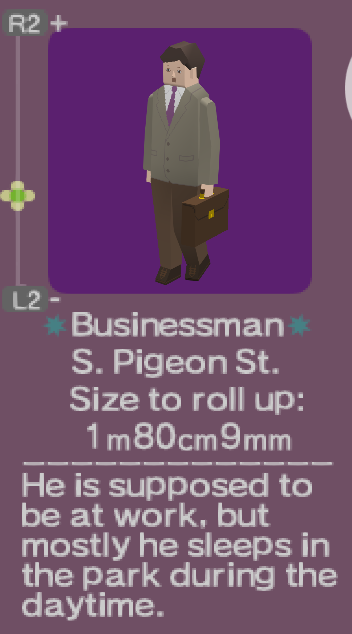 R2 +
L2 -
Businessman
S. Pigeon St.
Size to roll up:
1m80cm9mm
He is supposed to
be at work, but
mostly he sleeps in
the park during the
daytime.